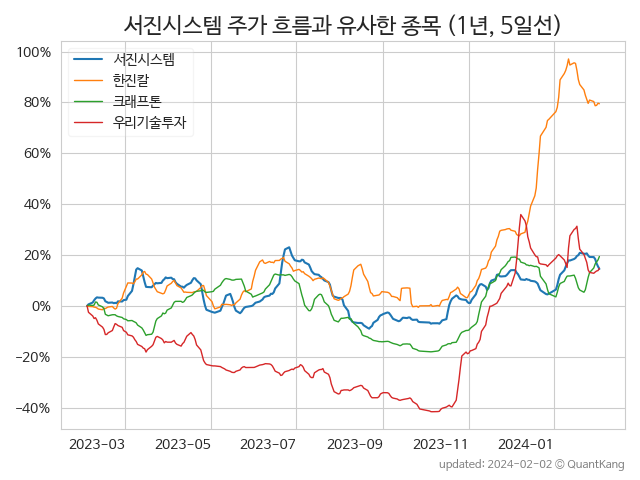 서진시스템 주가 흐름과 유사한 종목 (1년, 5일선)
서진시스템
한진칼
크래프톤
우리기술투자
100%
80%
60%
40%
20%
0%
−20%
−40%
2023-03 2023-05 2023-07 2023-09 2023-11 2024-01
updated: 2024-02-02 © QuantKang